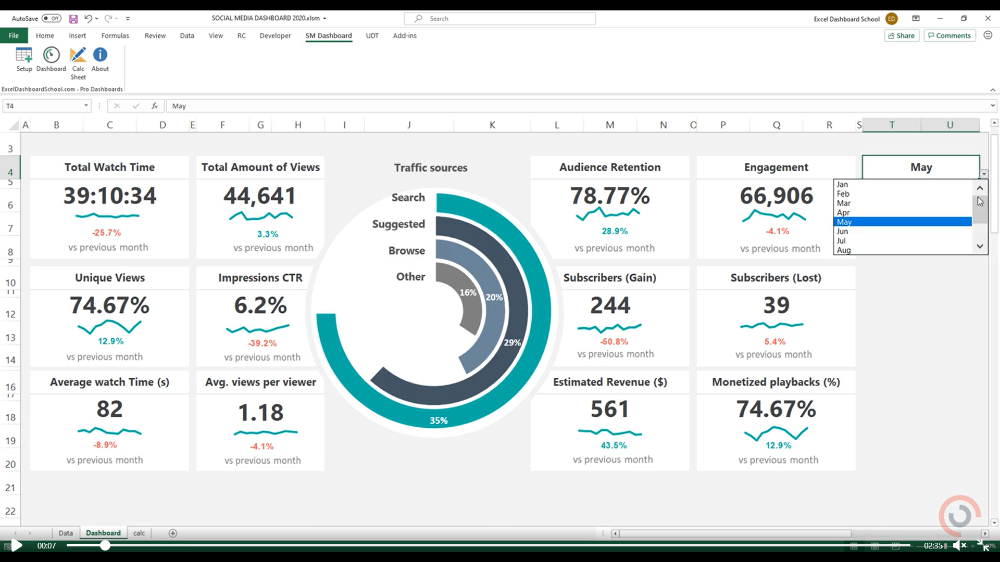 AutoSave Off
SOCIAL MEDIA DASHBOARD 2020.xlsm
Search
Excel Dashboard School ED
File Home Insert Formulas Review Data View RC Developer SM Dashboard UDT Add-ins
Share Comments
Setup Dashboard Calc Sheet About
ExcelDashboardSchool.com - Pro Dashboards
T4 fx May
A B C D E F G H I J K L M N O P Q R S T U
3
4
5
6
7
8
9
10
11
12
13
14
16
17
18
19
20
21
22
Total Watch Time
39:10:34
-25.7%
vs previous month
Total Amount of Views
44,641
3.3%
vs previous month
Traffic sources
Search
Suggested
Browse
Other
16%
20%
29%
35%
Audience Retention
78.77%
28.9%
vs previous month
Engagement
66,906
-4.1%
vs previous month
May
Jan
Feb
Mar
Apr
May
Jun
Jul
Aug
Unique Views
74.67%
12.9%
vs previous month
Impressions CTR
6.2%
-39.2%
vs previous month
Subscribers (Gain)
244
-50.8%
vs previous month
Subscribers (Lost)
39
5.4%
vs previous month
Average watch Time (s)
82
-8.9%
vs previous month
Avg. views per viewer
1.18
-4.1%
vs previous month
Estimated Revenue ($)
561
43.5%
vs previous month
Monetized playbacks (%)
74.67%
12.9%
vs previous month
Data Dashboard calc
00:07
02:35